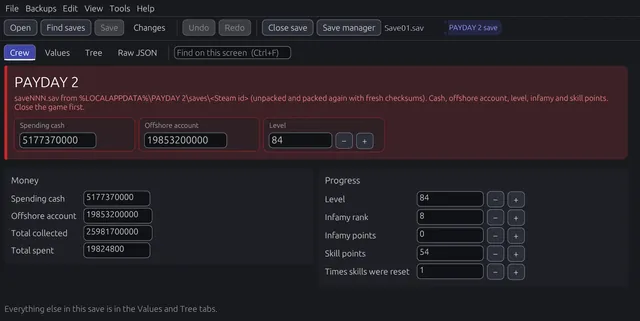 File Backups Edit View Tools Help
Open Find saves Save Changes Undo Redo Close save Save manager Save01.sav PAYDAY 2 save
Crew Values Tree Raw JSON Find on this screen (Ctrl+F)
PAYDAY 2
saveNNN.sav from %LOCALAPPDATA%\PAYDAY 2\saves\<Steam id> (unpacked and packed again with fresh checksums). Cash, offshore account, level, infamy and skill points.
Close the game first.
Spending cash Offshore account Level
5177370000 19853200000 84 − +
Money
Spending cash 5177370000
Offshore account 19853200000
Total collected 25981700000
Total spent 19824800
Progress
Level 84 − +
Infamy rank 8 − +
Infamy points 0 − +
Skill points 54 − +
Times skills were reset 1 − +
Everything else in this save is in the Values and Tree tabs.